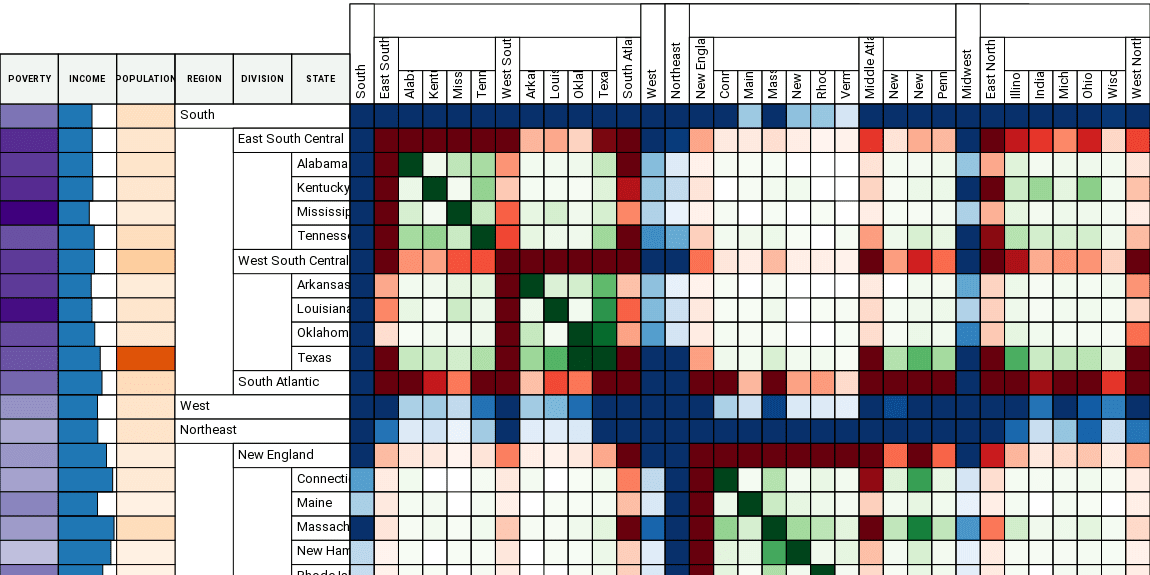 South
East South
Alab
Kent
Miss
Tenn
West Sout
Arka
Loui
Okla
Texa
South Atla
West
Northeast
New Engla
Conn
Main
Mass
New
Rhod
Verm
Middle Atla
New
New
Penn
Midwest
East North
Illino
India
Mich
Ohio
Wisc
West North
POVERTY INCOME POPULATION REGION DIVISION STATE
South
East South Central
Alabama
Kentucky
Mississip
Tennesse
West South Central
Arkansas
Louisiana
Oklahom
Texas
South Atlantic
West
Northeast
New England
Connecti
Maine
Massach
New Ham